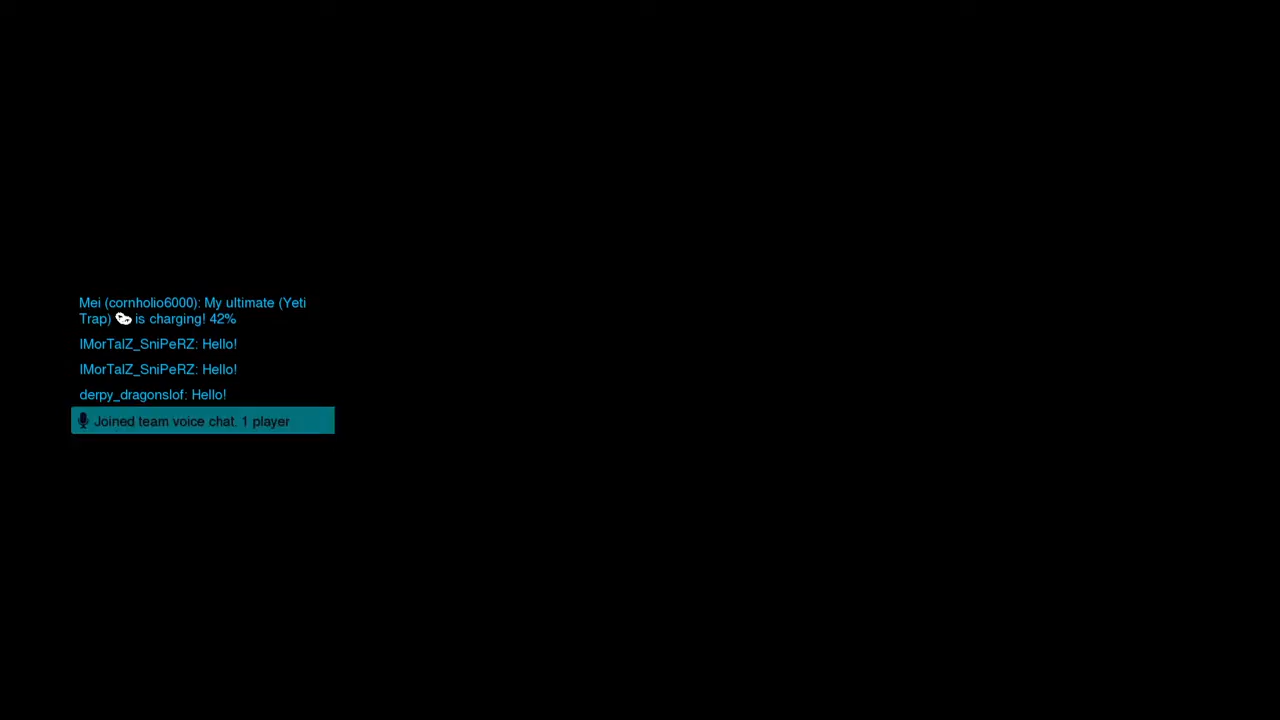 Mei (cornholio6000): My ultimate (Yeti
Trap) is charging! 42%
IMorTalZ_SniPeRZ: Hello!
IMorTalZ_SniPeRZ: Hello!
derpy_dragonslof: Hello!
Joined team voice chat. 1 player